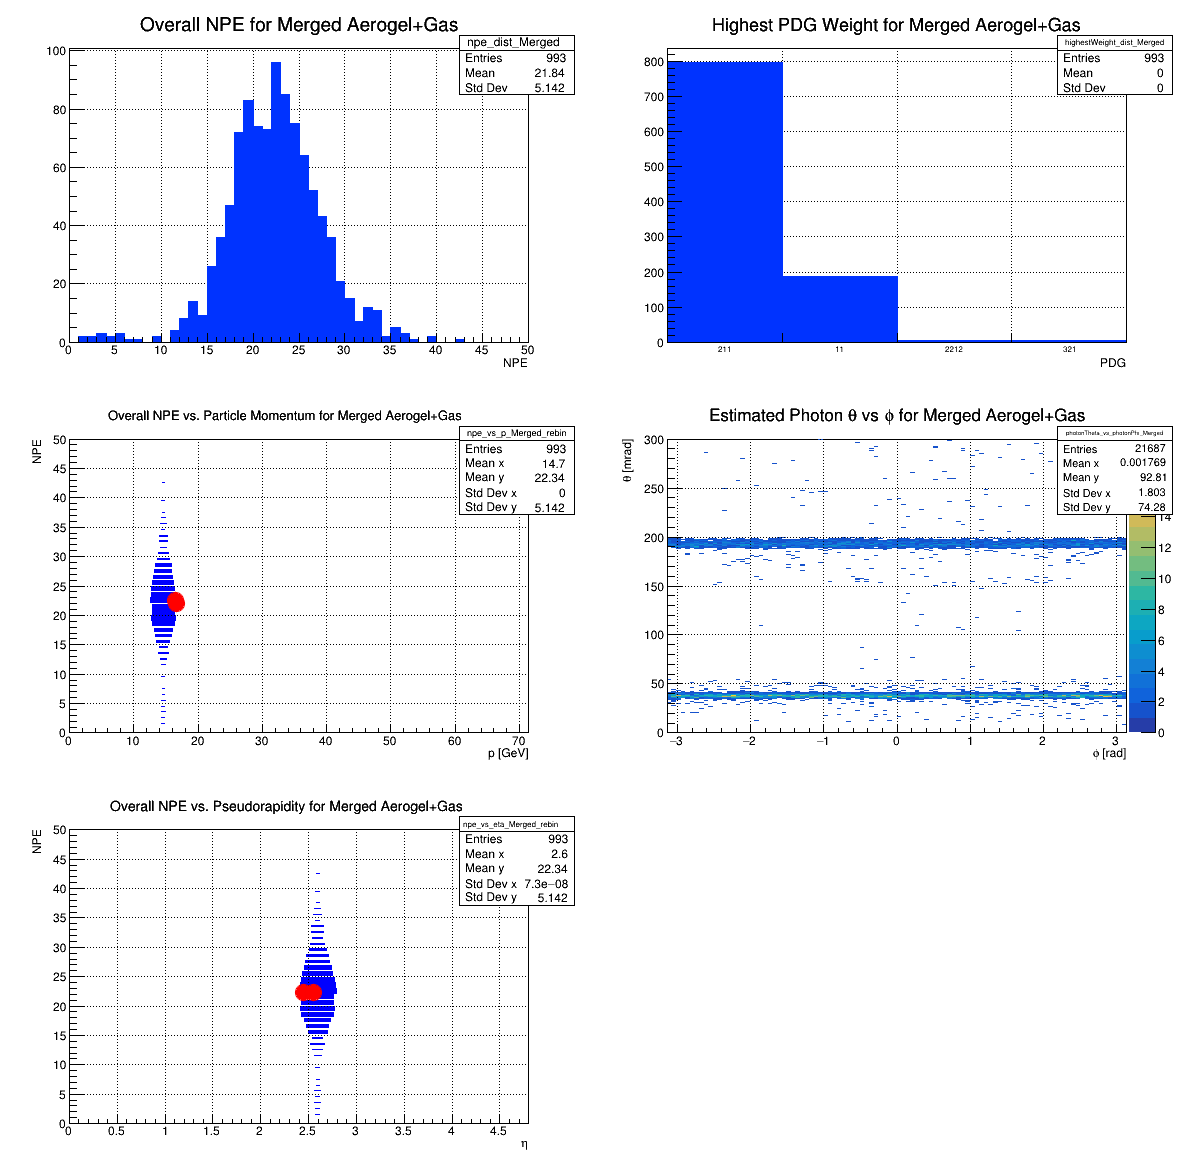 Overall NPE for Merged Aerogel+Gas
npe_dist_Merged
Entries 993
Mean 21.84
Std Dev 5.142
100
80
60
40
20
0
0 5 10 15 20 25 30 35 40 45 50
NPE
Highest PDG Weight for Merged Aerogel+Gas
highestWeight_dist_Merged
Entries 993
Mean 0
Std Dev 0
800
700
600
500
400
300
200
100
0
211 11 2212 321
PDG
Overall NPE vs. Particle Momentum for Merged Aerogel+Gas
npe_vs_p_Merged_rebin
Entries 993
Mean x 14.7
Mean y 22.34
Std Dev x 0
Std Dev y 5.142
NPE
50
45
40
35
30
25
20
15
10
5
0
0 10 20 30 40 50 60 70
p [GeV]
Estimated Photon θ vs ϕ for Merged Aerogel+Gas
photonTheta_vs_photonPhi_Merged
Entries 21687
Mean x 0.001769
Mean y 92.81
Std Dev x 1.803
Std Dev y 74.28
θ [mrad]
300
250
200
150
100
50
0
−3 −2 −1 0 1 2 3
ϕ [rad]
14
12
10
8
6
4
2
0
Overall NPE vs. Pseudorapidity for Merged Aerogel+Gas
npe_vs_eta_Merged_rebin
Entries 993
Mean x 2.6
Mean y 22.34
Std Dev x 7.3e−08
Std Dev y 5.142
NPE
50
45
40
35
30
25
20
15
10
5
0
0 0.5 1 1.5 2 2.5 3 3.5 4 4.5
η